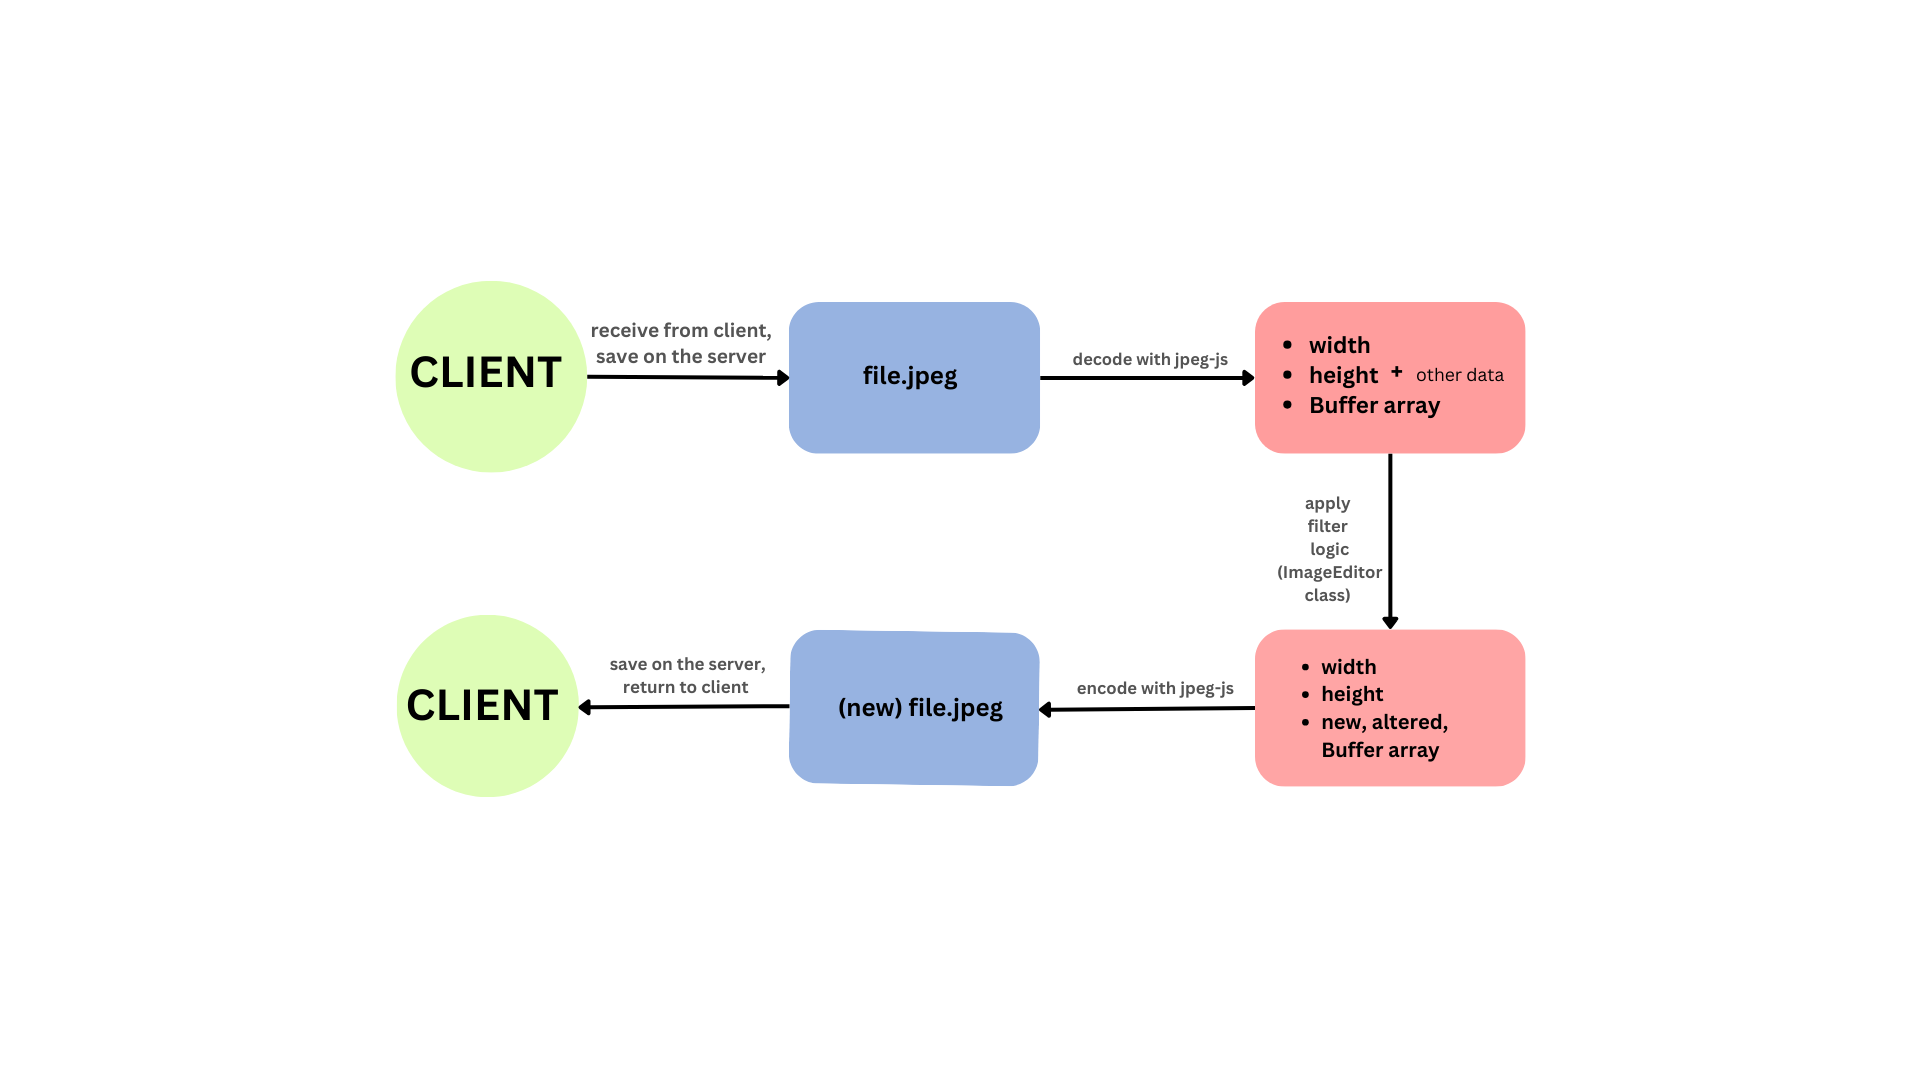 CLIENT
receive from client,
save on the server
file.jpeg
decode with jpeg-js
• width
• height + other data
• Buffer array
apply
filter
logic
(ImageEditor
class)
• width
• height
• new, altered,
Buffer array
encode with jpeg-js
(new) file.jpeg
save on the server,
return to client
CLIENT